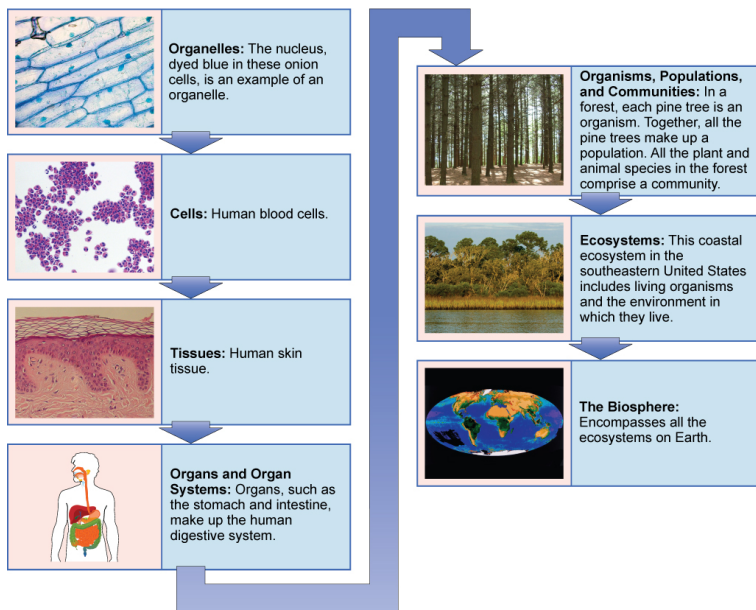 Organelles: The nucleus,
dyed blue in these onion
cells, is an example of an
organelle.
Cells: Human blood cells.
Tissues: Human skin
tissue.
Organs and Organ
Systems: Organs, such as
the stomach and intestine,
make up the human
digestive system.
Organisms, Populations,
and Communities: In a
forest, each pine tree is an
organism. Together, all the
pine trees make up a
population. All the plant and
animal species in the forest
comprise a community.
Ecosystems: This coastal
ecosystem in the
southeastern United States
includes living organisms
and the environment in
which they live.
The Biosphere:
Encompasses all the
ecosystems on Earth.